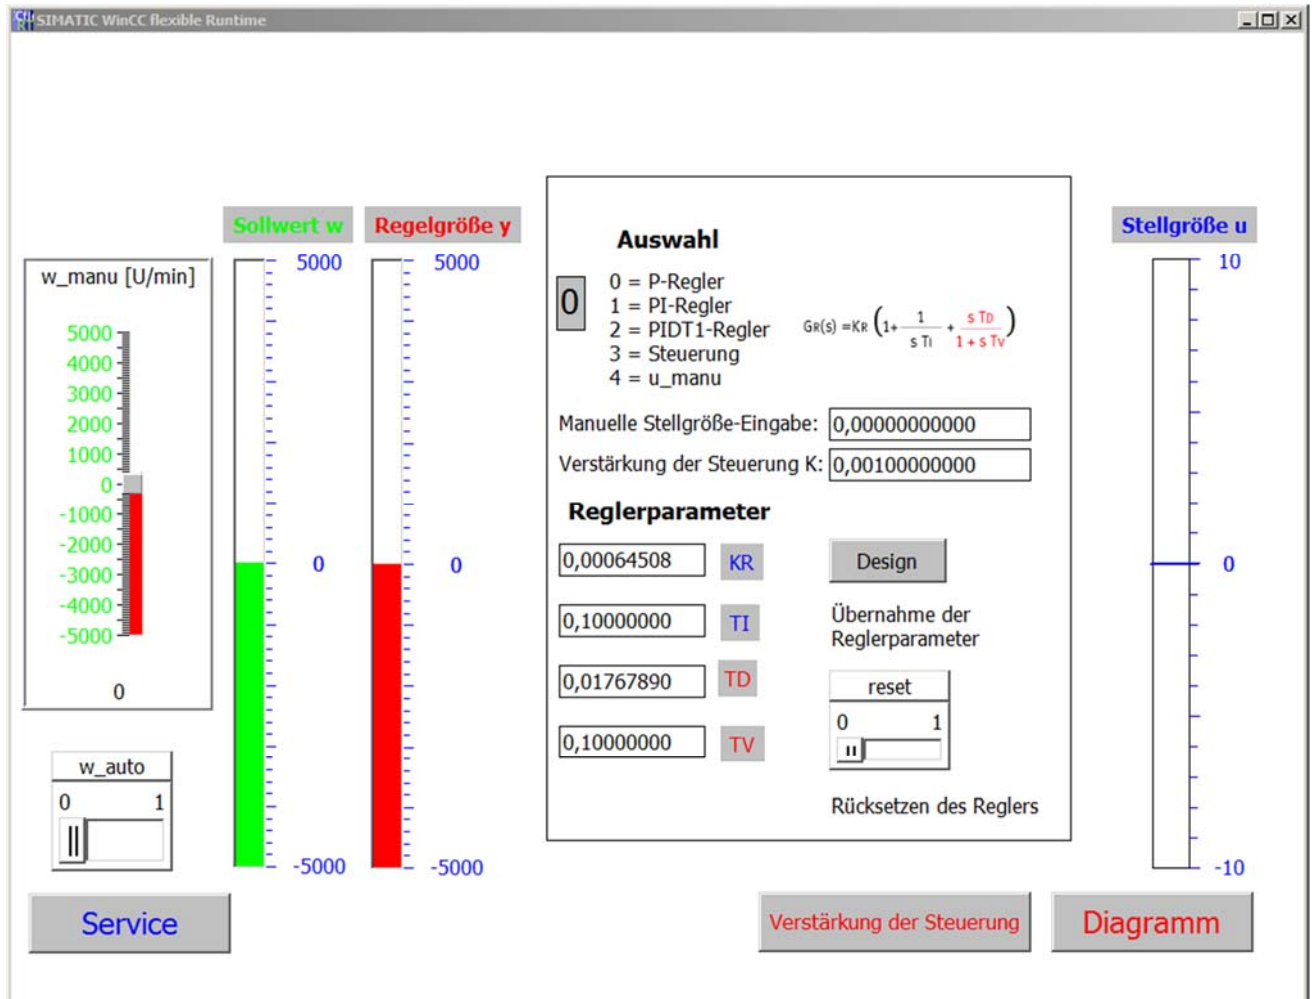 SIMATIC WinCC flexible Runtime
w_manu [U/min]
5000
4000
3000
2000
1000
0
-1000
-2000
-3000
-4000
-5000
0
w_auto
0 1
Service
Sollwert w
5000
0
-5000
Regelgröße y
5000
0
-5000
Auswahl
0
0 = P-Regler
1 = PI-Regler
2 = PIDT1-Regler
3 = Steuerung
4 = u_manu
GR(s) =KR (1+ 1 / s TI + s TD / 1 + s TV)
Manuelle Stellgröße-Eingabe: 0,00000000000
Verstärkung der Steuerung K: 0,00100000000
Reglerparameter
0,00064508 KR
0,10000000 TI
0,01767890 TD
0,10000000 TV
Design
Übernahme der
Reglerparameter
reset
0 1
Rücksetzen des Reglers
Stellgröße u
10
0
-10
Verstärkung der Steuerung
Diagramm